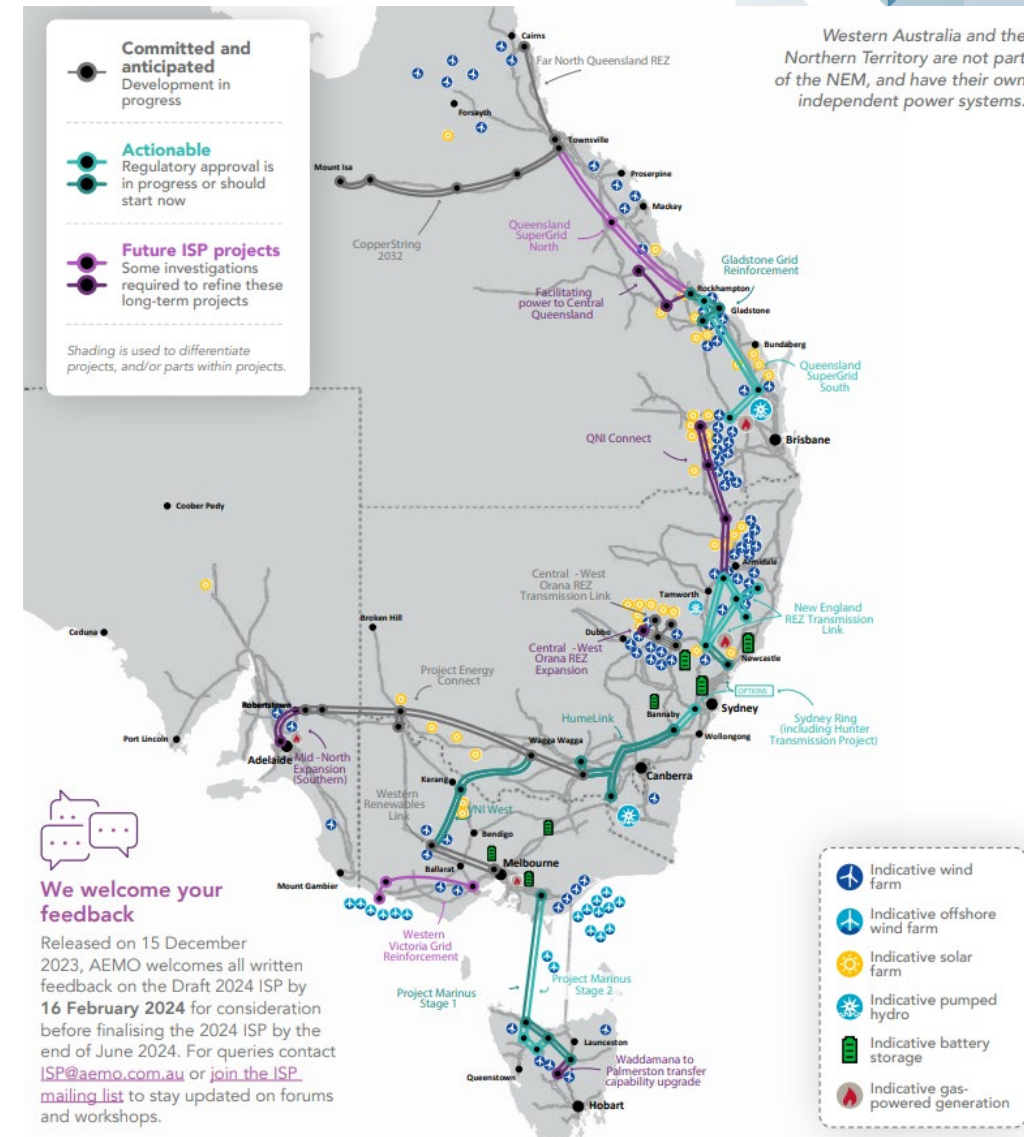 Committed and
anticipated
Development in
progress
Actionable
Regulatory approval is
in progress or should
start now
Future ISP projects
Some investigations
required to refine these
long-term projects
Shading is used to differentiate
projects, and/or parts within projects.
Western Australia and the
Northern Territory are not part
of the NEM, and have their own
independent power systems.
Cairns
Far North Queensland REZ
Forsayth
Townsville
Mount Isa
Proserpine
Mackay
CopperString
2032
Queensland
SuperGrid
North
Gladstone Grid
Reinforcement
Facilitating
power to Central
Queensland
Rockhampton
Gladstone
Bundaberg
Queensland
SuperGrid
South
QNI Connect
Brisbane
Coober Pedy
Armidale
Central -West
Orana REZ
Transmission Link
Tamworth
New England
REZ Transmission
Link
Broken Hill
Dubbo
Ceduna
Central -West
Orana REZ
Expansion
Newcastle
Project Energy
Connect
OPTIONS
Robertstown
HumeLink
Bannaby
Sydney
Sydney Ring
(including Hunter
Transmission Project)
Port Lincoln
Wagga Wagga
Wollongong
Adelaide
Mid -North
Expansion
(Southern)
Kerang
Canberra
Western
Renewables
Link
VNI West
Bendigo
Melbourne
Ballarat
Mount Gambier
Western
Victoria Grid
Reinforcement
Project Marinus
Stage 1
Project Marinus
Stage 2
Launceston
Queenstown
Waddamana to
Palmerston transfer
capability upgrade
Hobart
We welcome your
feedback
Released on 15 December
2023, AEMO welcomes all written
feedback on the Draft 2024 ISP by
16 February 2024 for consideration
before finalising the 2024 ISP by the
end of June 2024. For queries contact
ISP@aemo.com.au or join the ISP
mailing list to stay updated on forums
and workshops.
Indicative wind
farm
Indicative offshore
wind farm
Indicative solar
farm
Indicative pumped
hydro
Indicative battery
storage
Indicative gas-
powered generation